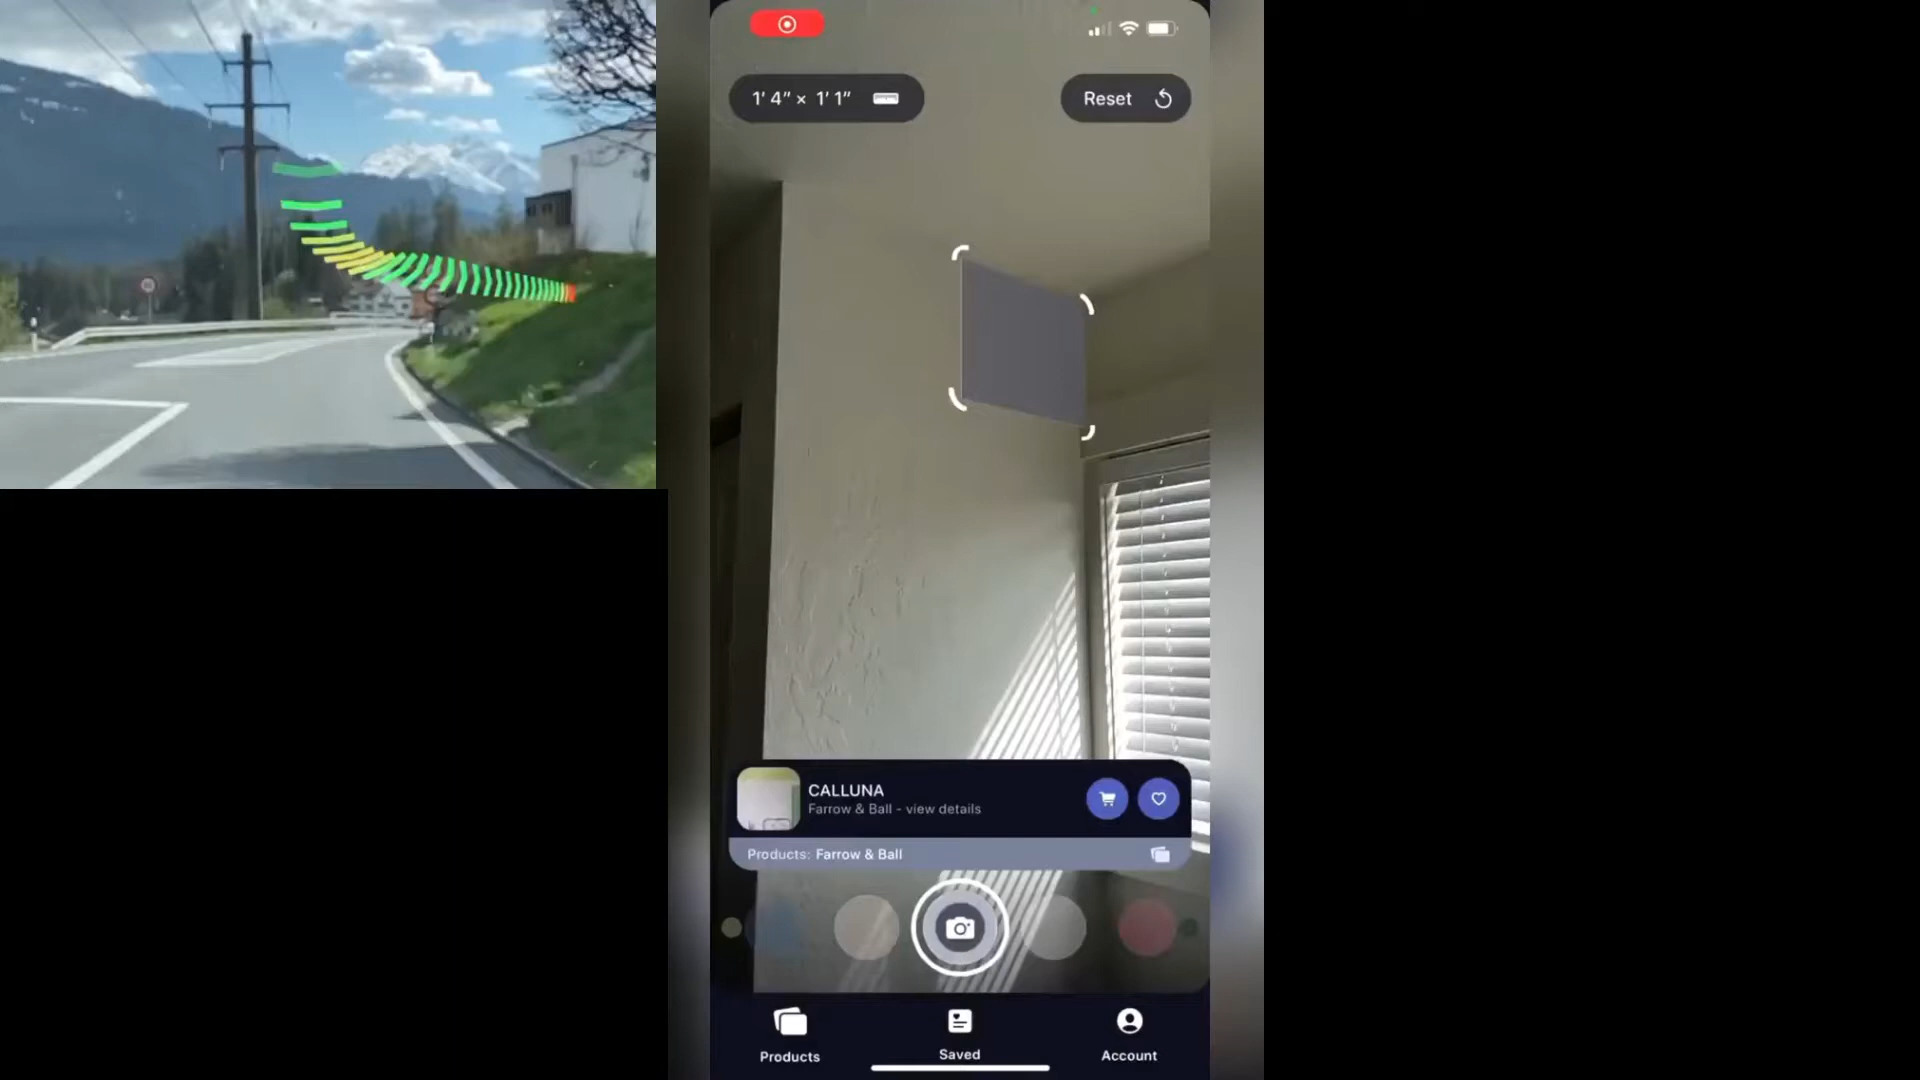 1' 4" × 1' 1"
Reset
CALLUNA
Farrow & Ball - view details
Products: Farrow & Ball
Products
Saved
Account